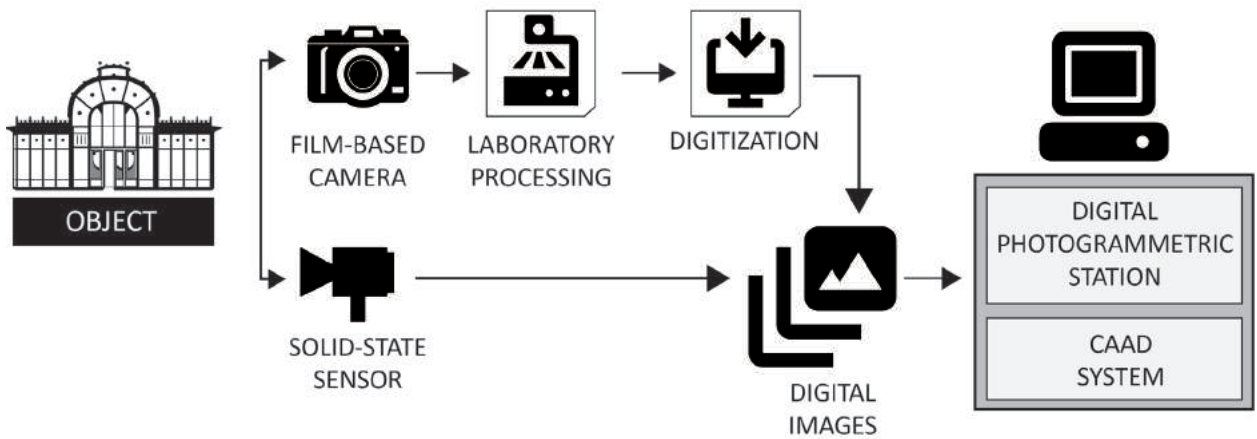 OBJECT
FILM-BASED
CAMERA
LABORATORY
PROCESSING
DIGITIZATION
SOLID-STATE
SENSOR
DIGITAL
IMAGES
DIGITAL
PHOTOGRAMMETRIC
STATION
CAAD
SYSTEM